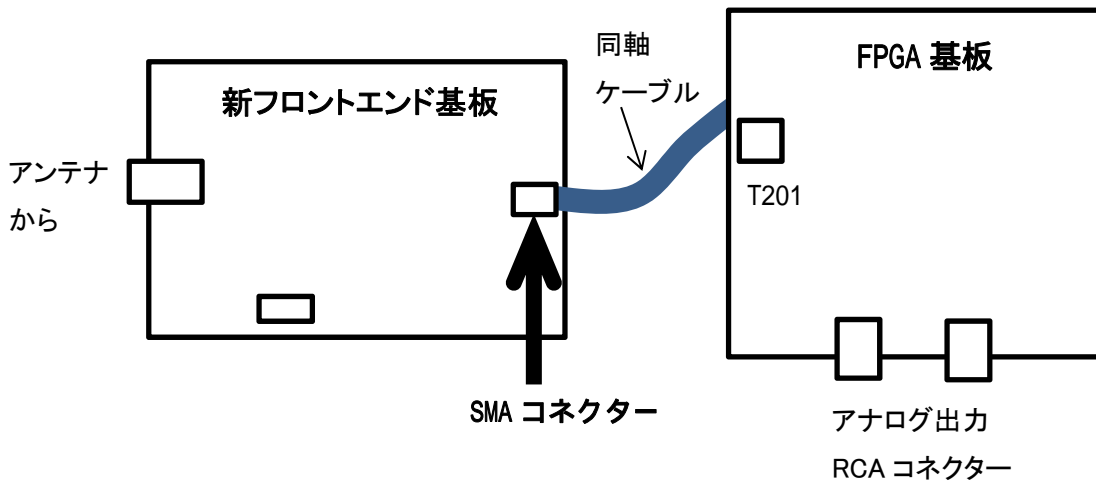 同軸
ケーブル
FPGA 基板
新フロントエンド基板
アンテナ
から
T201
SMA コネクター
アナログ出力
RCA コネクター